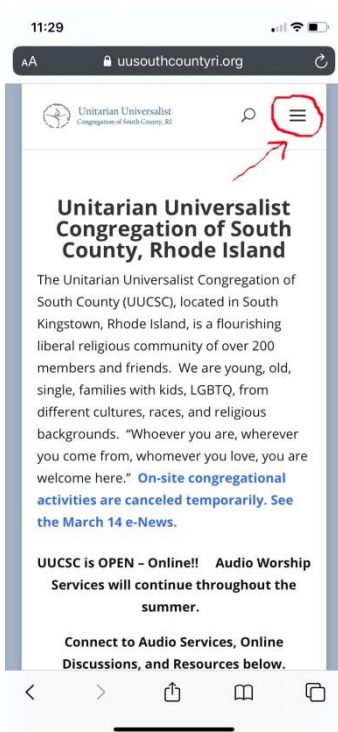 11:29
AA uusouthcountyri.org
Unitarian Universalist
Congregation of South County, RI
Unitarian Universalist
Congregation of South
County, Rhode Island
The Unitarian Universalist Congregation of
South County (UUCSC), located in South
Kingstown, Rhode Island, is a flourishing
liberal religious community of over 200
members and friends.  We are young, old,
single, families with kids, LGBTQ, from
different cultures, races, and religious
backgrounds.  “Whoever you are, wherever
you come from, whomever you love, you are
welcome here.”  On-site congregational
activities are canceled temporarily. See
the March 14 e-News.
UUCSC is OPEN – Online!!    Audio Worship
Services will continue throughout the
summer.
Connect to Audio Services, Online
Discussions, and Resources below.